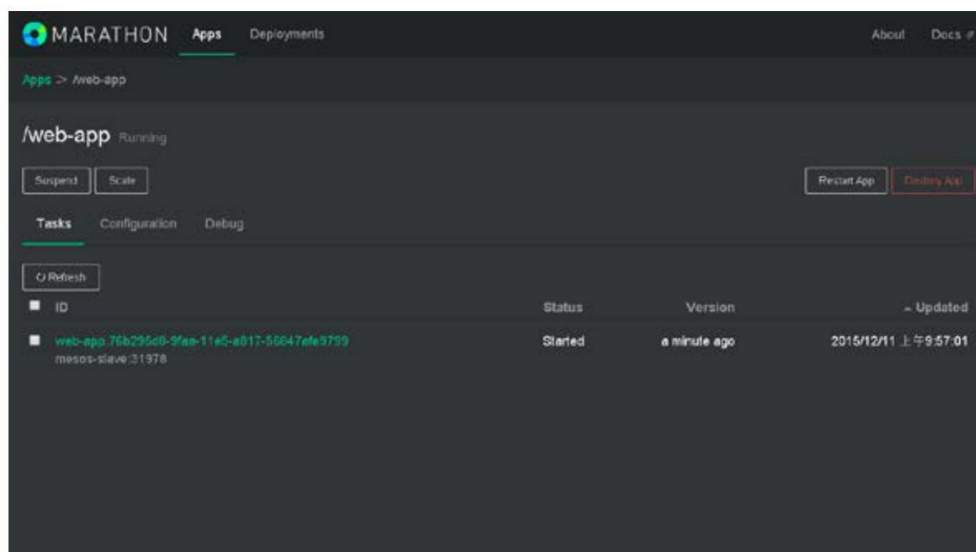 MARATHON Apps Deployments About Docs
Apps > /web-app
/web-app Running
Suspend Scale Restart App Destroy App
Tasks Configuration Debug
Refresh
ID Status Version Updated
web-app.76b295d8-9faa-11e5-a817-56847afe9799 Started a minute ago 2015/12/11 上午9:57:01
mesos-slave:31978